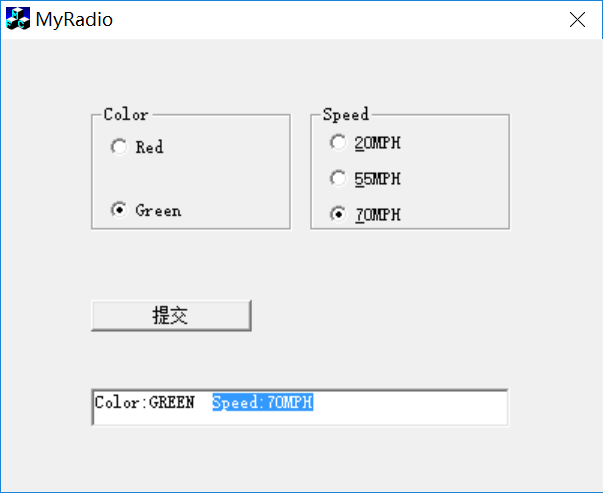 MyRadio
Color
Red
Green
Speed
20MPH
55MPH
70MPH
提交
Color:GREEN  Speed:70MPH